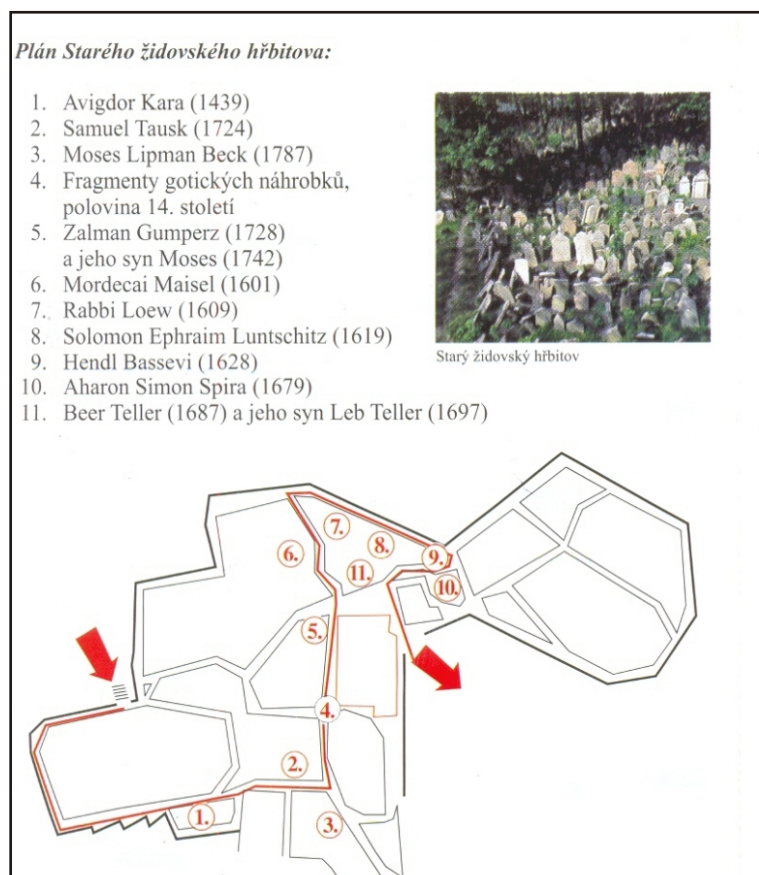 Plán Starého židovského hřbitova:
1. Avigdor Kara (1439)
2. Samuel Tausk (1724)
3. Moses Lipman Beck (1787)
4. Fragmenty gotických náhrobků,
polovina 14. století
5. Zalman Gumperz (1728)
a jeho syn Moses (1742)
6. Mordecai Maisel (1601)
7. Rabbi Loew (1609)
8. Solomon Ephraim Luntschitz (1619)
9. Hendl Bassevi (1628)
10. Aharon Simon Spira (1679)
11. Beer Teller (1687) a jeho syn Leb Teller (1697)
Starý židovský hřbitov
7.
8.
6.
9.
11.
10.
5.
4.
2.
1.
3.